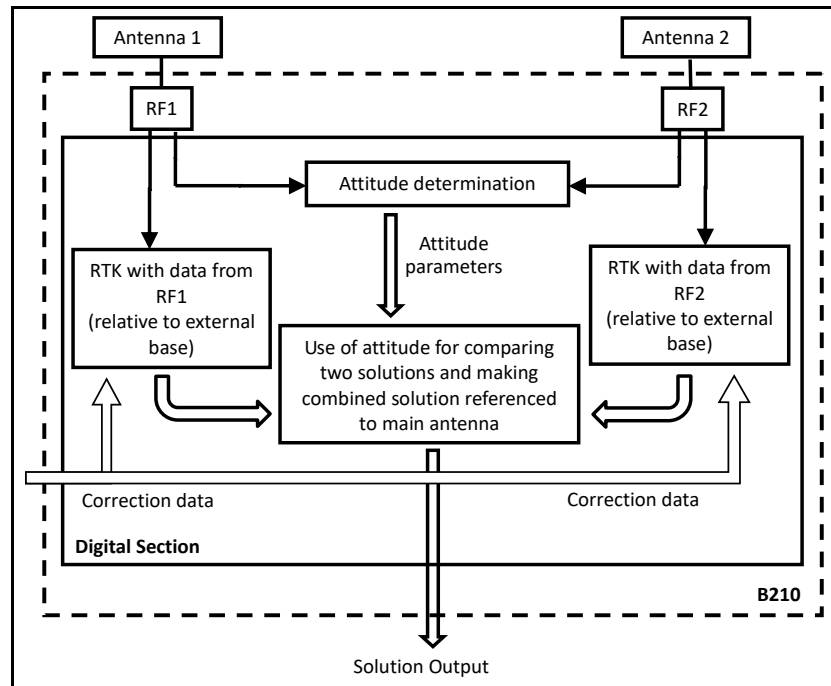 Antenna 1
Antenna 2
RF1
RF2
Attitude determination
Attitude
parameters
RTK with data from
RF1
(relative to external
base)
RTK with data from
RF2
(relative to external
base)
Use of attitude for comparing
two solutions and making
combined solution referenced
to main antenna
Correction data
Correction data
Digital Section
B210
Solution Output